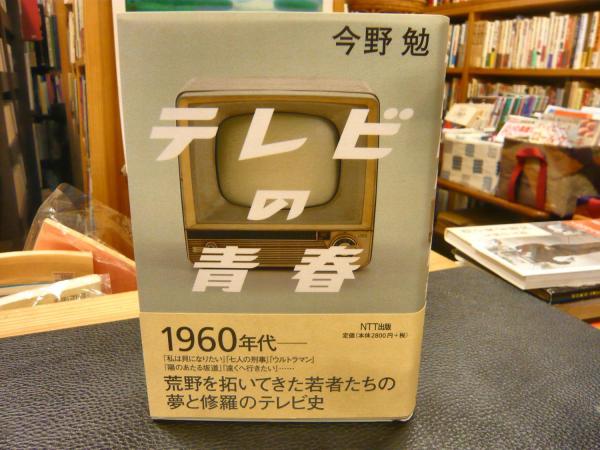 今野 勉
テレビ
の
青春
1960年代──
「私は貝になりたい」「七人の刑事」「ウルトラマン」
「陽のあたる坂道」「遠くへ行きたい」……
荒野を拓いてきた若者たちの
夢と修羅のテレビ史
NTT出版
定価（本体2800円+税）